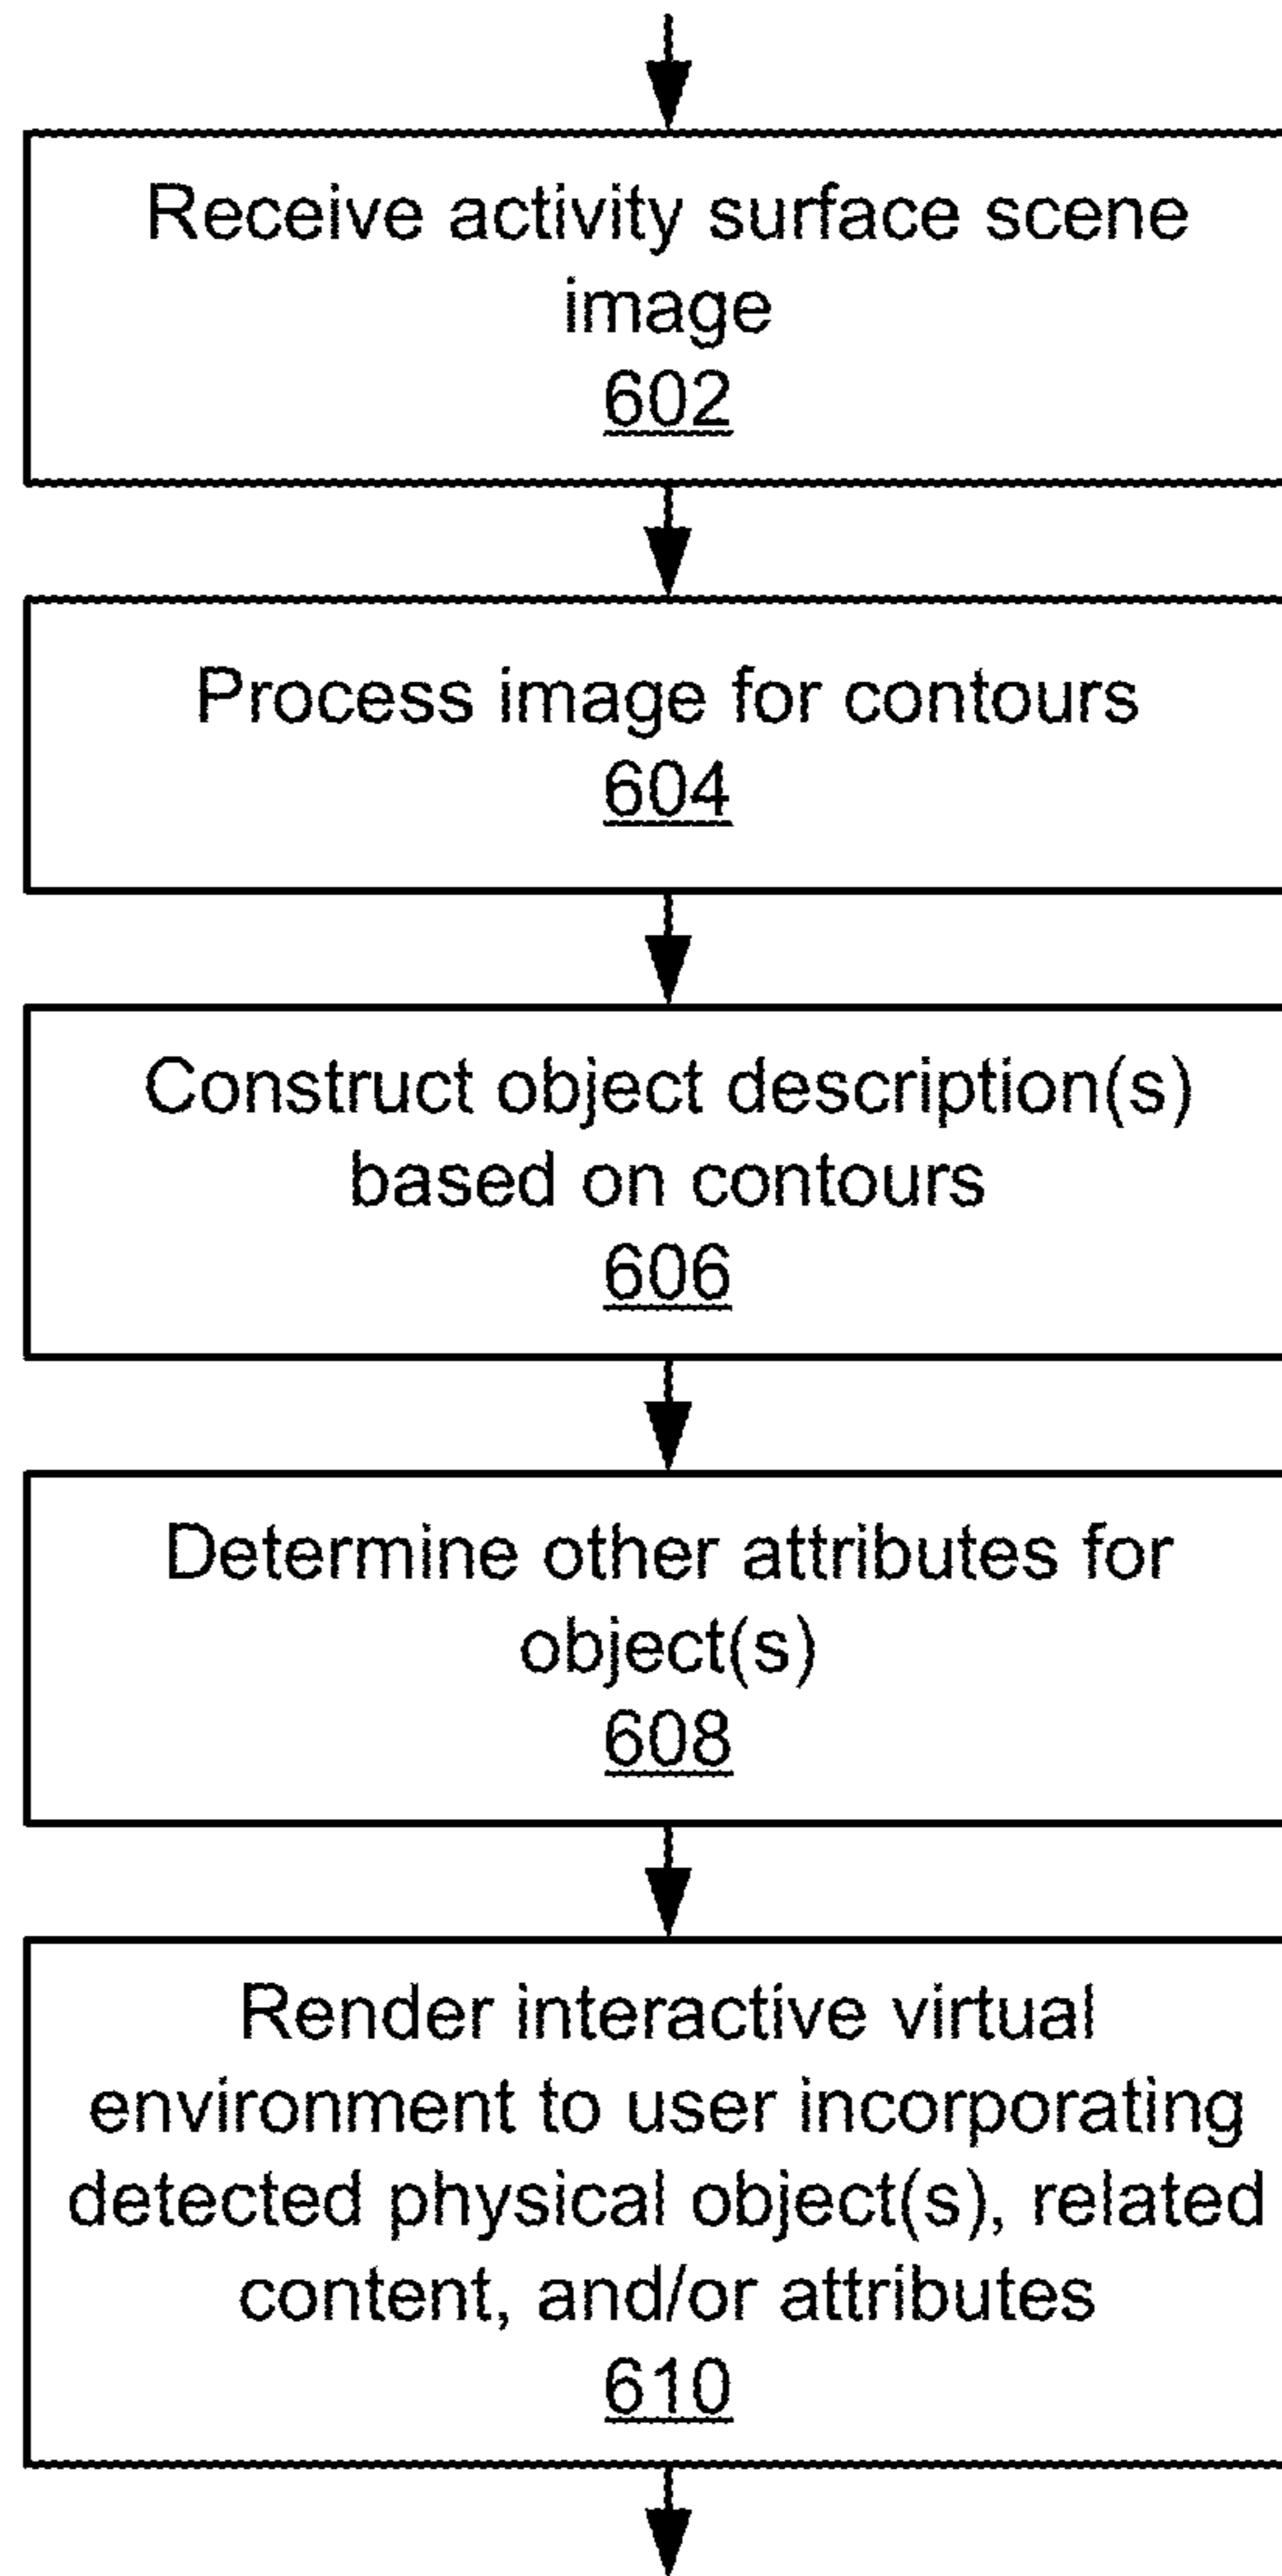 Receive activity surface scene
image
602
Process image for contours
604
Construct object description(s)
based on contours
606
Determine other attributes for
object(s)
608
Render interactive virtual
environment to user incorporating
detected physical object(s), related
content, and/or attributes
610